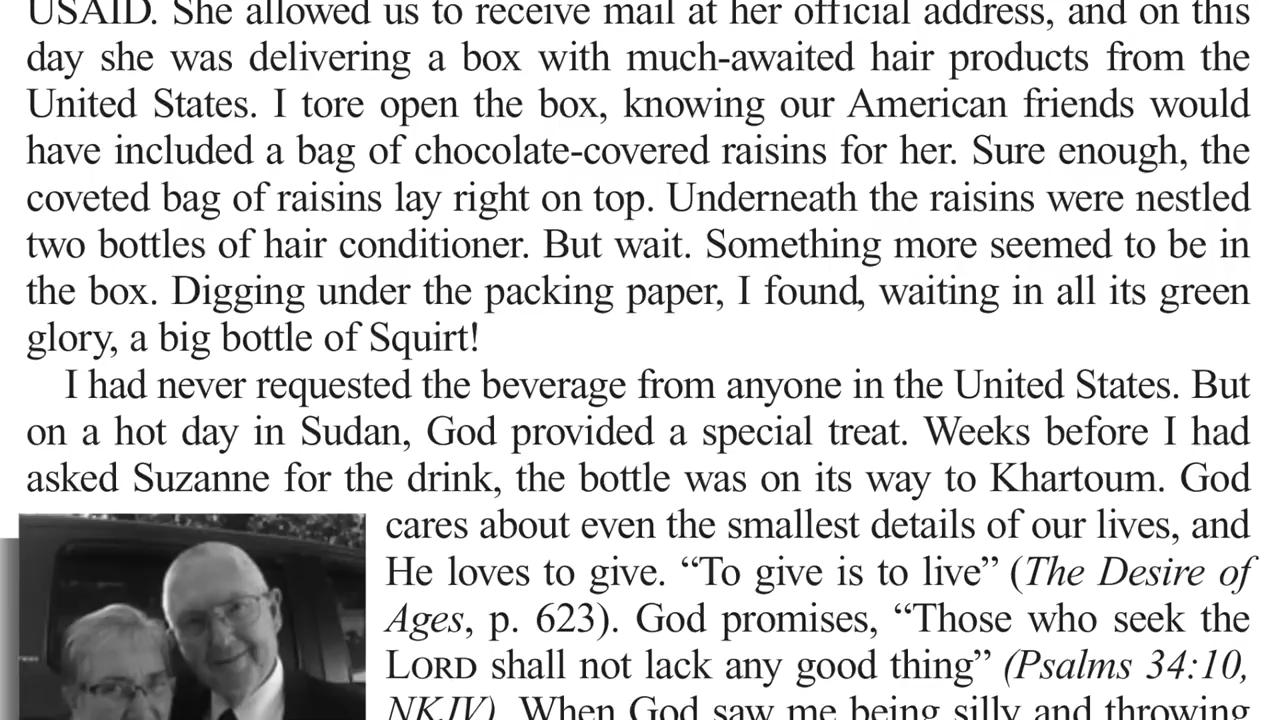 USAID. She allowed us to receive mail at her official address, and on this
day she was delivering a box with much-awaited hair products from the
United States. I tore open the box, knowing our American friends would
have included a bag of chocolate-covered raisins for her. Sure enough, the
coveted bag of raisins lay right on top. Underneath the raisins were nestled
two bottles of hair conditioner. But wait. Something more seemed to be in
the box. Digging under the packing paper, I found, waiting in all its green
glory, a big bottle of Squirt!
I had never requested the beverage from anyone in the United States. But
on a hot day in Sudan, God provided a special treat. Weeks before I had
asked Suzanne for the drink, the bottle was on its way to Khartoum. God
cares about even the smallest details of our lives, and
He loves to give. “To give is to live” (The Desire of
Ages, p. 623). God promises, “Those who seek the
LORD shall not lack any good thing” (Psalms 34:10,
NKJV). When God saw me being silly and throwing